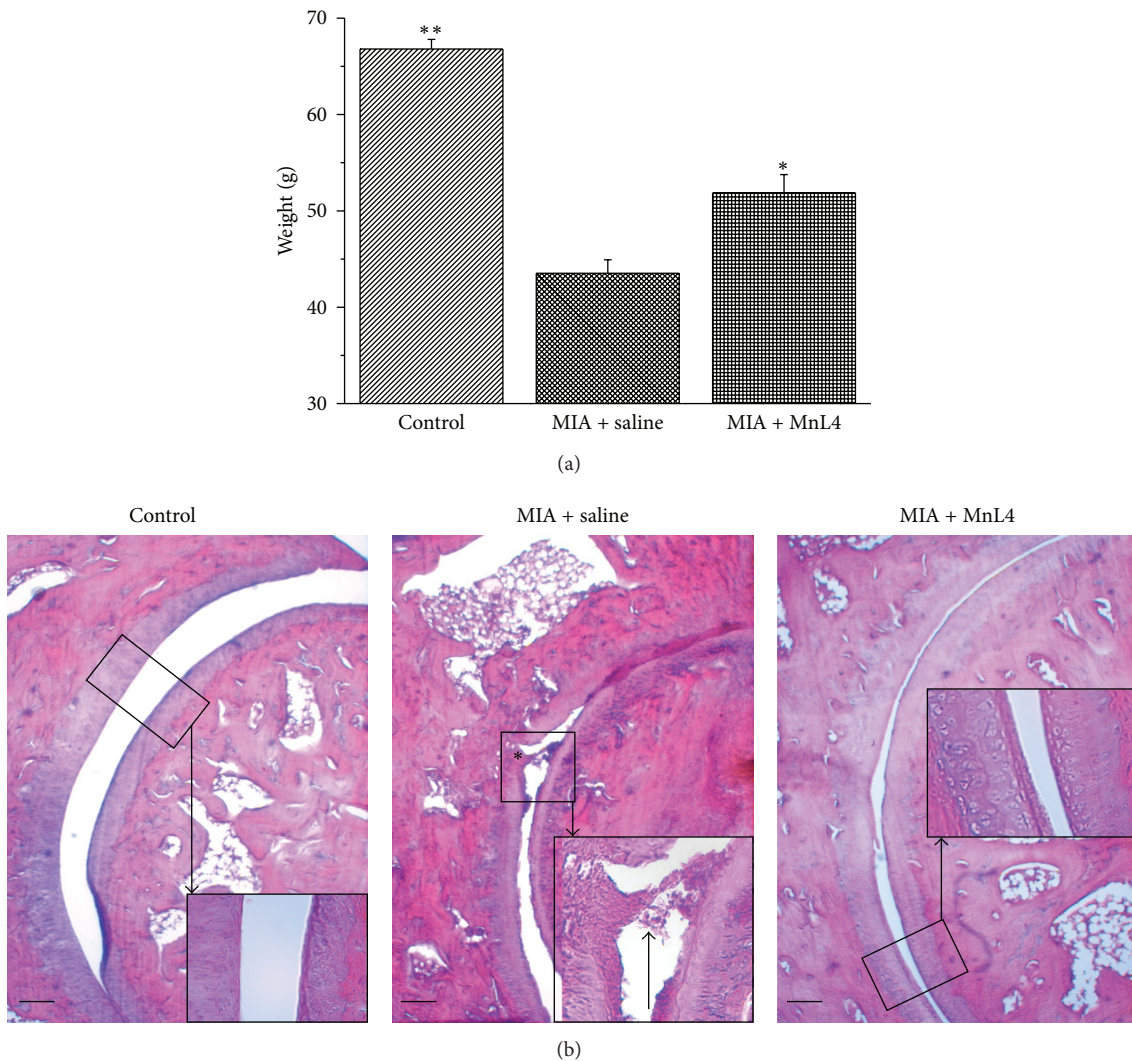 70
60
50
40
30
Weight (g)
**
*
Control
MIA + saline
MIA + MnL4
(a)
Control
MIA + saline
MIA + MnL4
*
(b)